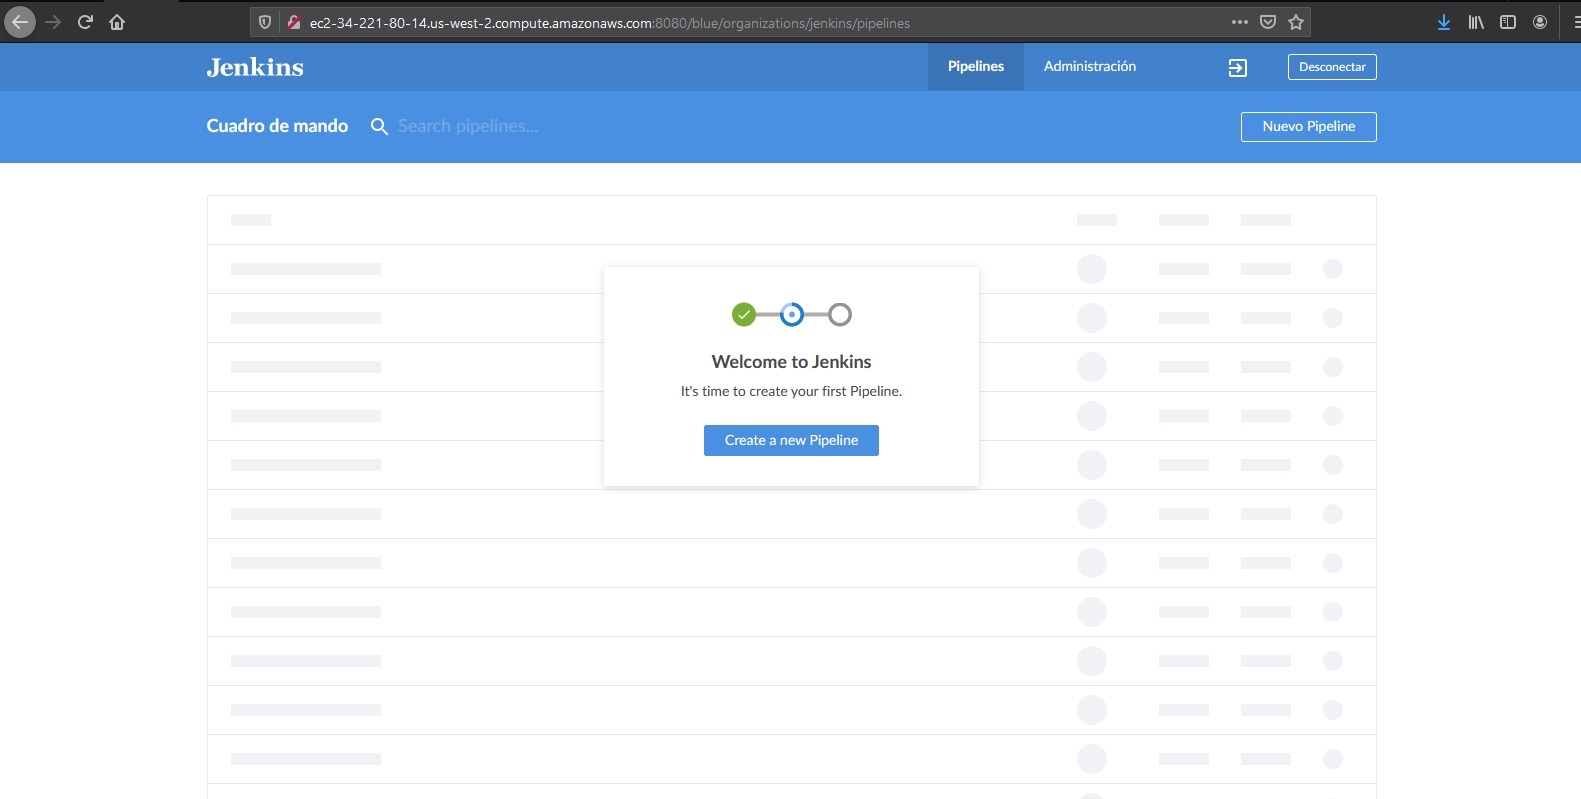 ec2-34-221-80-14.us-west-2.compute.amazonaws.com:8080/blue/organizations/jenkins/pipelines
Jenkins
Pipelines
Administración
Desconectar
Cuadro de mando
Search pipelines...
Nuevo Pipeline
Welcome to Jenkins
It's time to create your first Pipeline.
Create a new Pipeline